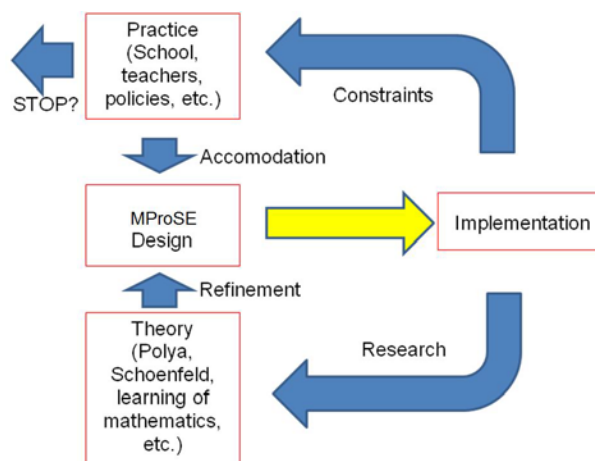 Practice
(School,
teachers,
policies, etc.)
STOP?
Constraints
Accomodation
MProSE
Design
Implementation
Refinement
Theory
(Polya,
Schoenfeld,
learning of
mathematics,
etc.)
Research